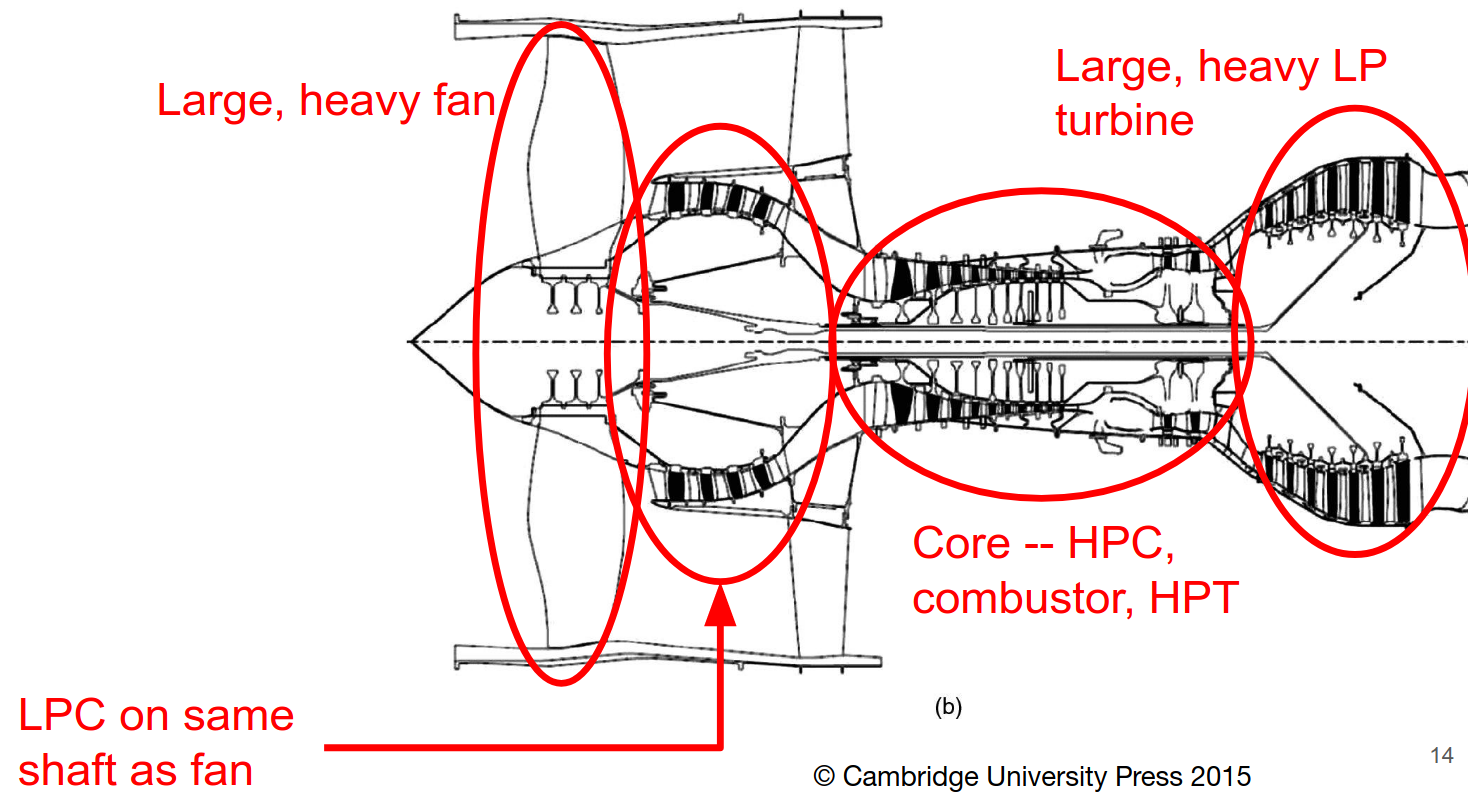 Large, heavy fan
Large, heavy LP
turbine
Core -- HPC,
combustor, HPT
LPC on same
shaft as fan
(b)
14
© Cambridge University Press 2015